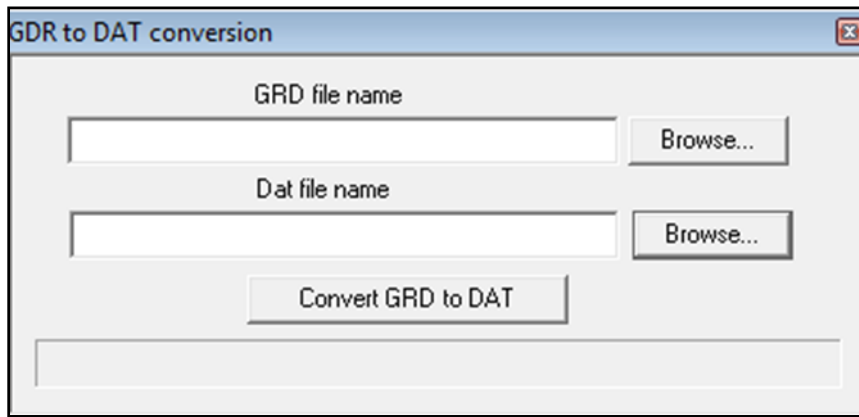 GDR to DAT conversion
GRD file name
Browse...
Dat file name
Browse...
Convert GRD to DAT